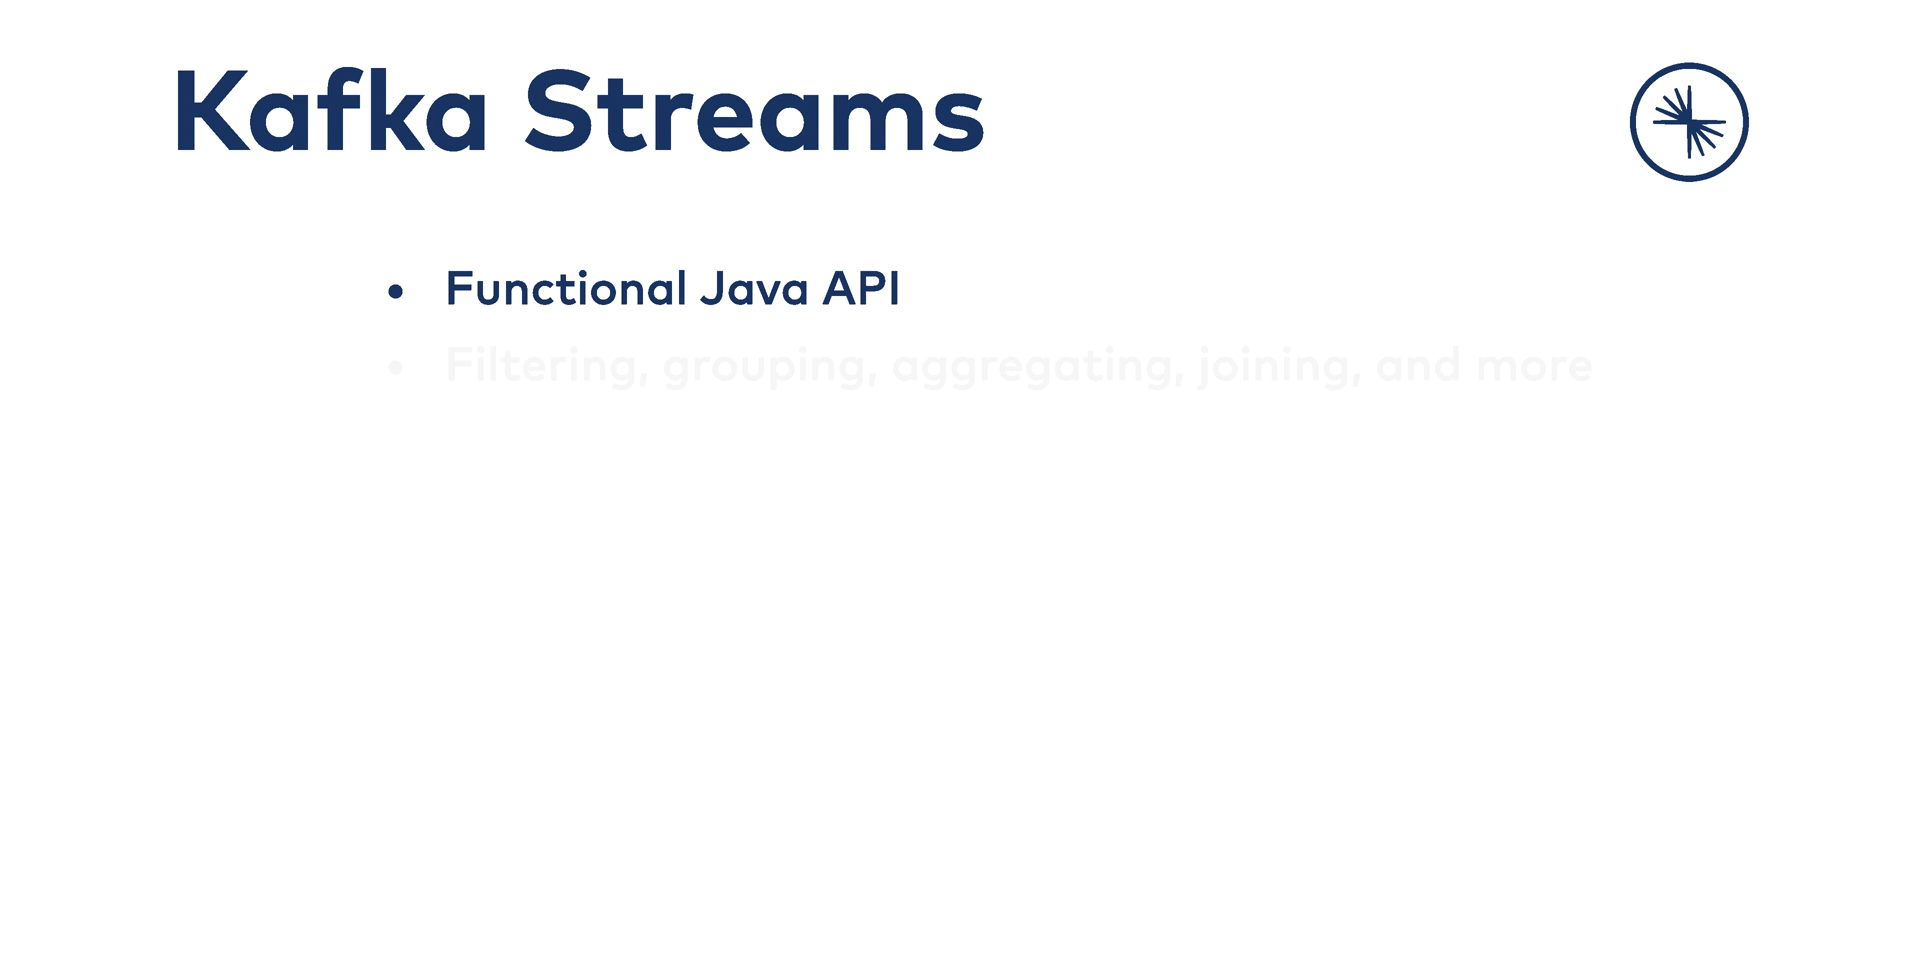 Kafka Streams
• Functional Java API
• Filtering, grouping, aggregating, joining, and more